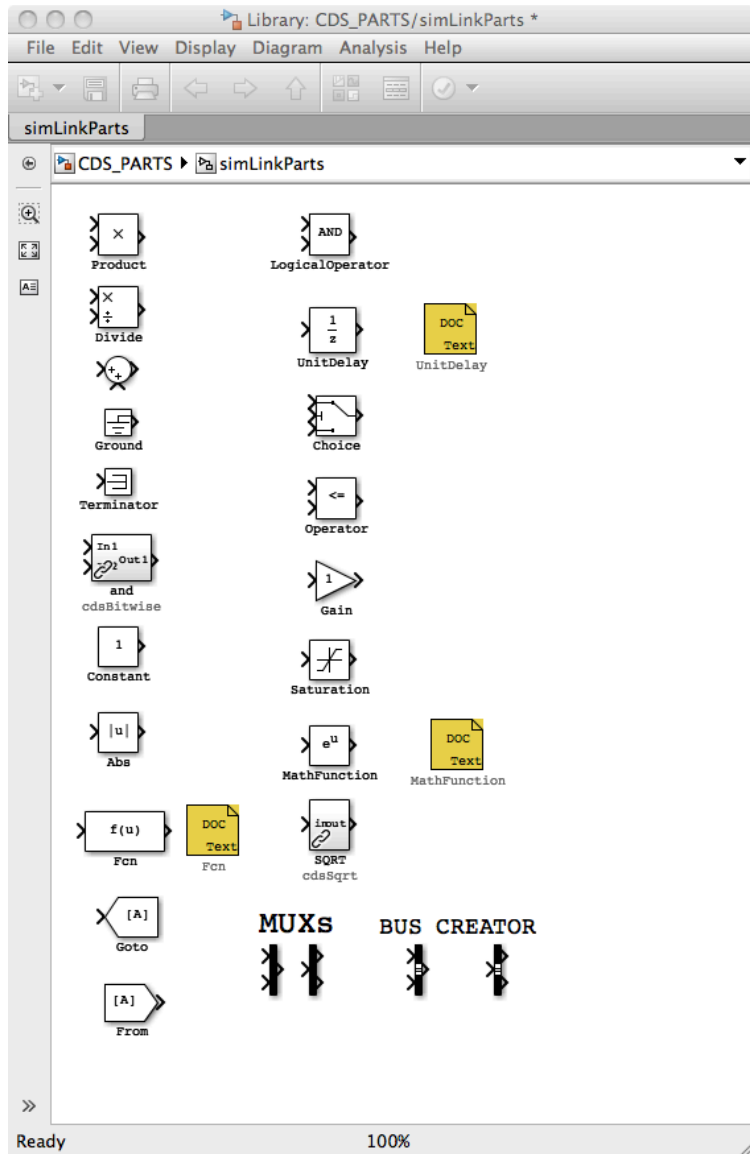 Library: CDS_PARTS/simLinkParts *
File Edit View Display Diagram Analysis Help
simLinkParts
CDS_PARTS simLinkParts
×
Product
AND
LogicalOperator
×
÷
Divide
1
z
UnitDelay
DOC
Text
UnitDelay
+
+
Ground
Choice
Terminator
<=
Operator
In1
Out1
and
cdsBitwise
1
Gain
1
Constant
Saturation
|u|
Abs
e^u
MathFunction
DOC
Text
MathFunction
f(u)
Fcn
DOC
Text
Fcn
SQRT
cdsSqrt
[A]
Goto
MUXs
BUS CREATOR
[A]
From
Ready
100%